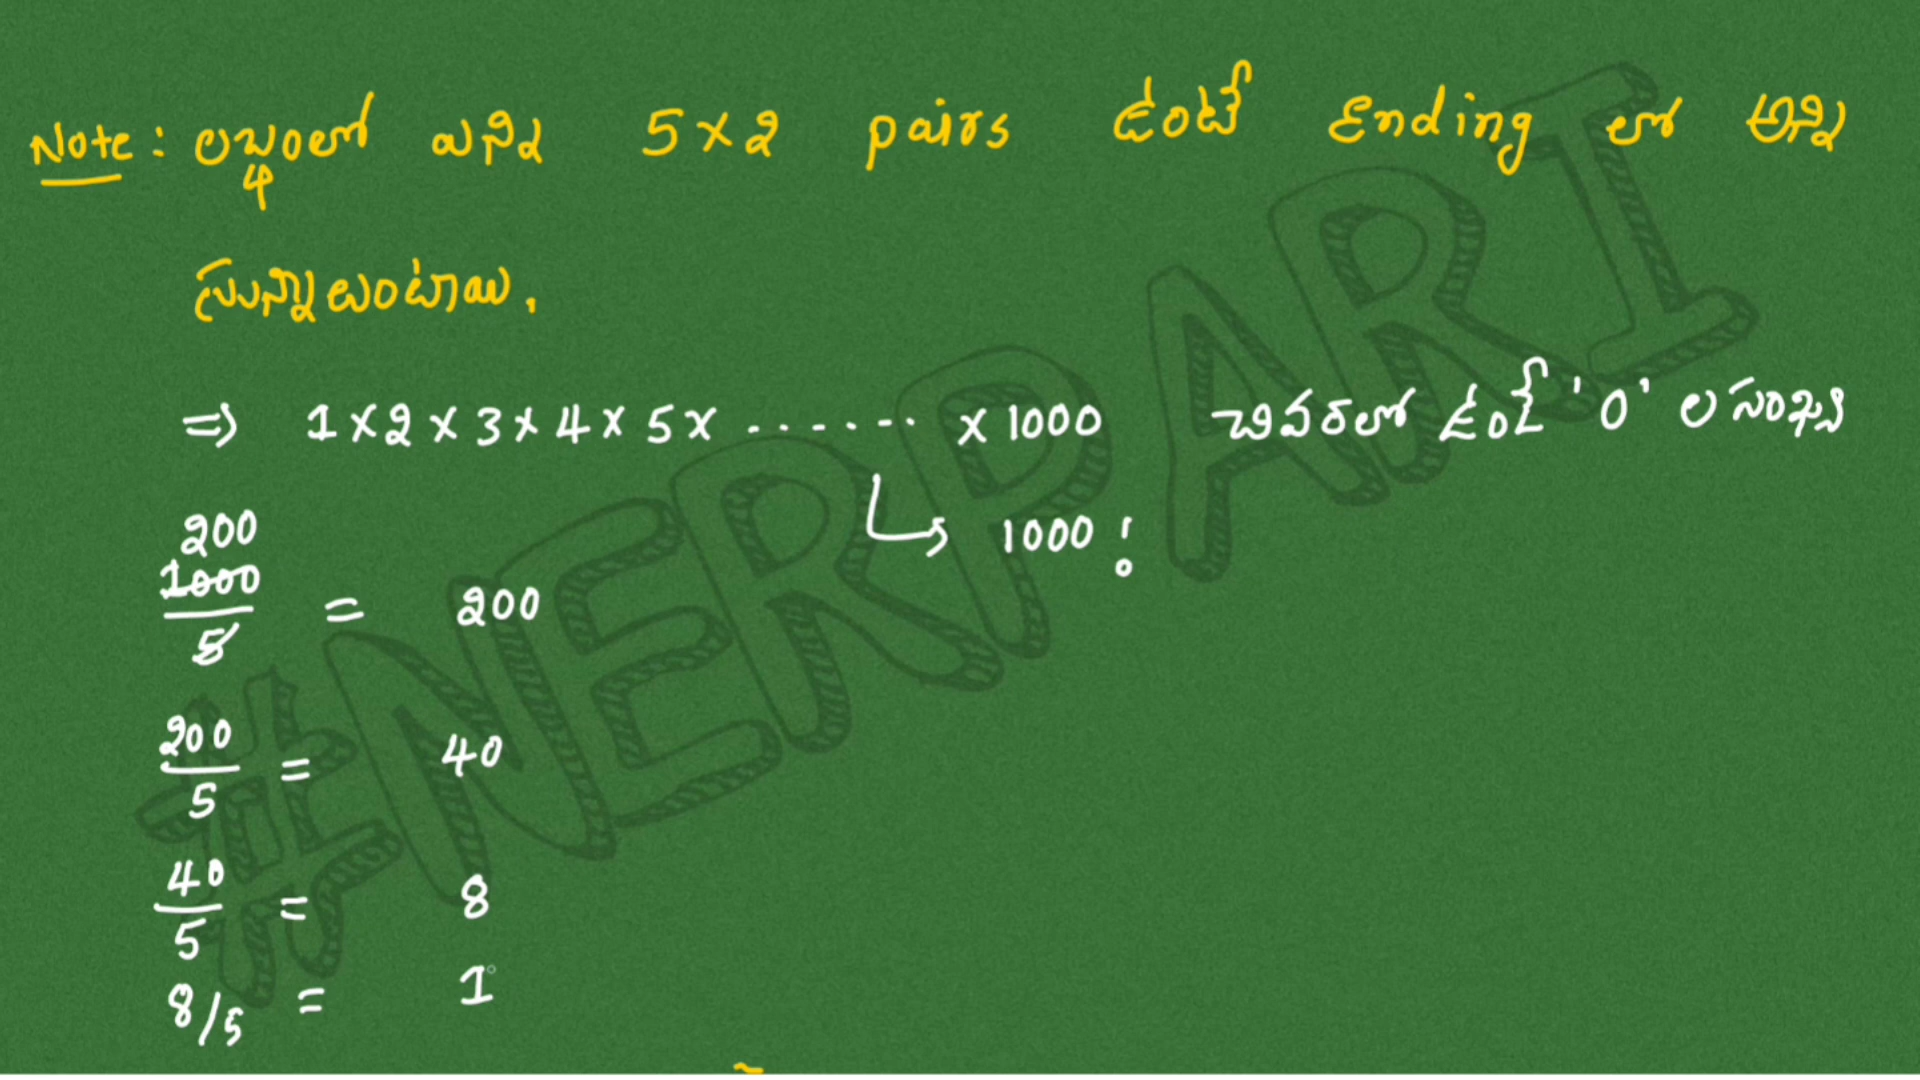 Note : లబ్ధంలో ఎన్ని 5×2 pairs ఉంటే Ending లో అన్ని
సున్నాలుంటాయి.
⇒ 1×2×3×4×5× ...... ×1000 చివరలో ఉండే '0' ల సంఖ్య
1000 !
200
1000
5
= 200
200
5
= 40
40
5
= 8
8/5 = 1
#NERPARI